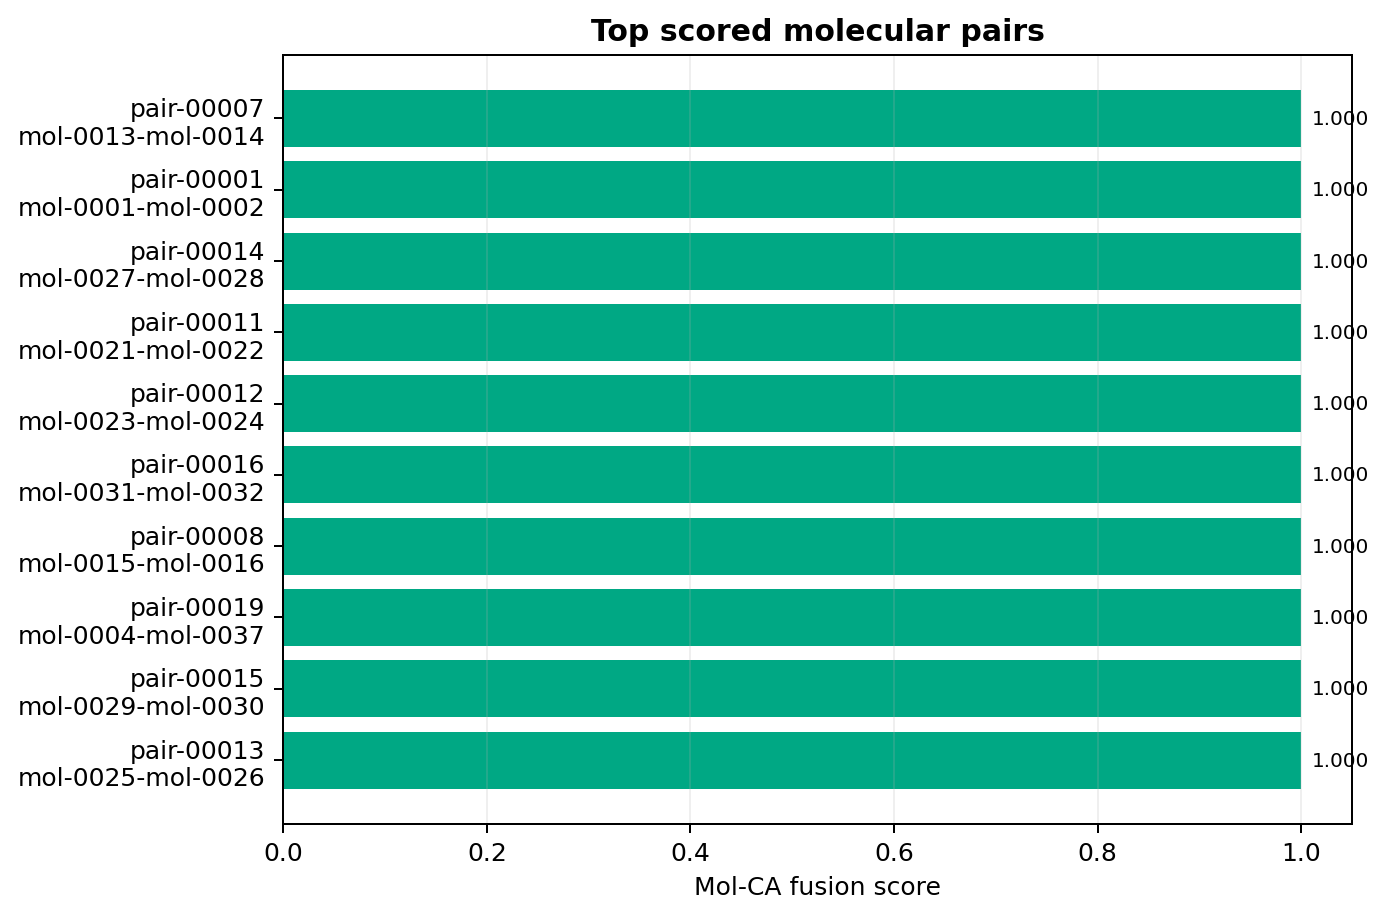 Top scored molecular pairs
pair-00007
mol-0013-mol-0014
1.000
pair-00001
mol-0001-mol-0002
1.000
pair-00014
mol-0027-mol-0028
1.000
pair-00011
mol-0021-mol-0022
1.000
pair-00012
mol-0023-mol-0024
1.000
pair-00016
mol-0031-mol-0032
1.000
pair-00008
mol-0015-mol-0016
1.000
pair-00019
mol-0004-mol-0037
1.000
pair-00015
mol-0029-mol-0030
1.000
pair-00013
mol-0025-mol-0026
1.000
0.0 0.2 0.4 0.6 0.8 1.0
Mol-CA fusion score